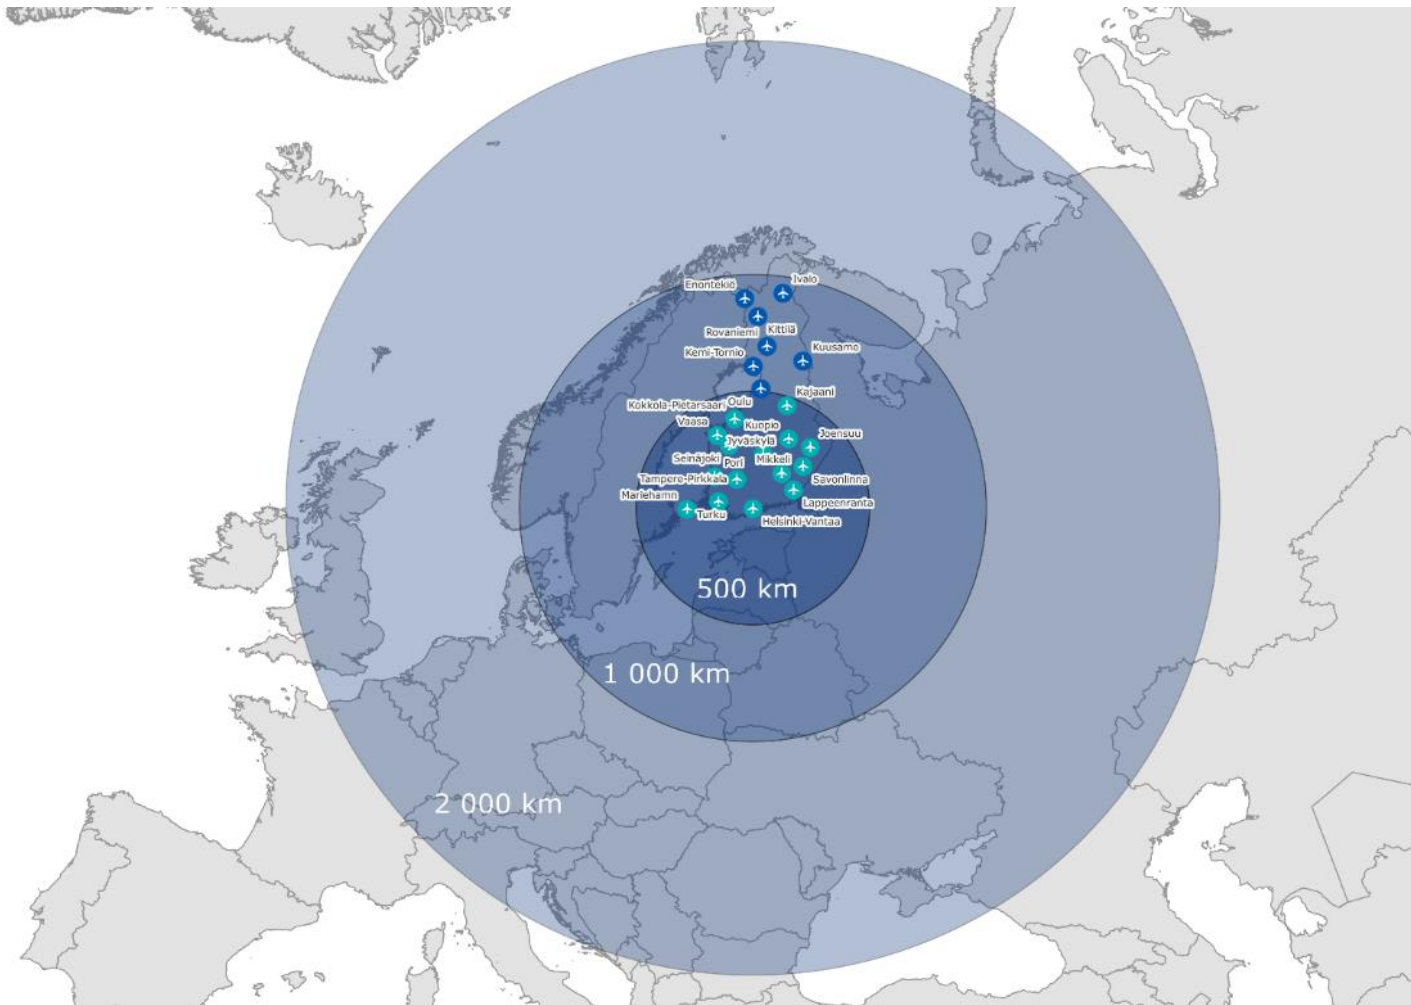 Ivalo
Enontekiö
Rovaniemi
Kittilä
Kemi-Tornio
Kuusamo
Kajaani
Kokkola-Pietarsaari
Oulu
Vaasa
Kuopio
Jyväskylä
Joensuu
Seinäjoki
Pori
Mikkeli
Tampere-Pirkkala
Savonlinna
Mariehamn
Lappeenranta
Turku
Helsinki-Vantaa
500 km
1 000 km
2 000 km